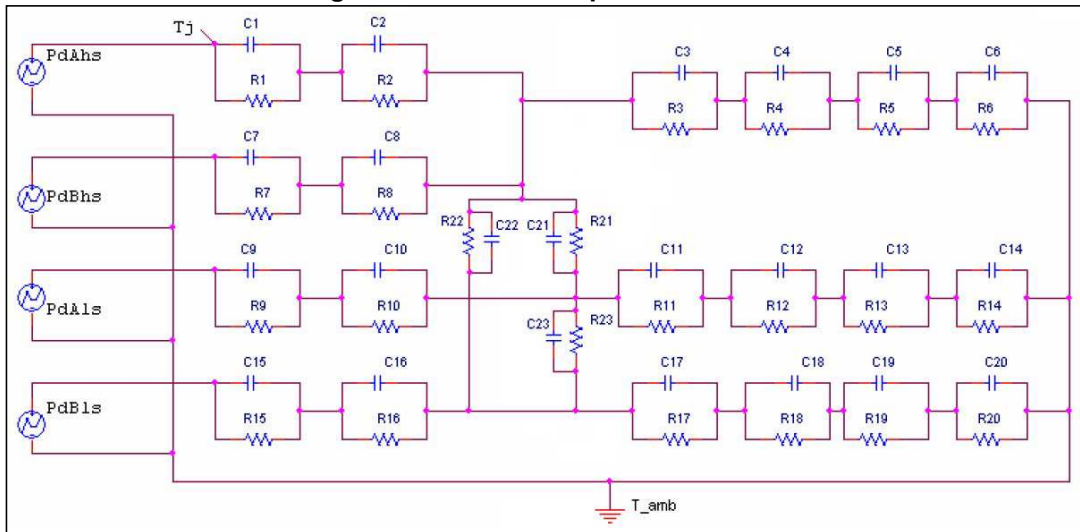 Tj
C1 C2
PdAhs
R1 R2
C3 C4 C5 C6
R3 R4 R5 R6
C7 C8
PdBhs
R7 R8
R22 C22 C21 R21
C9 C10 C11 C12 C13 C14
PdAls
R9 R10 R11 R12 R13 R14
C23 R23
C15 C16 C17 C18 C19 C20
PdBls
R15 R16 R17 R18 R19 R20
T_amb